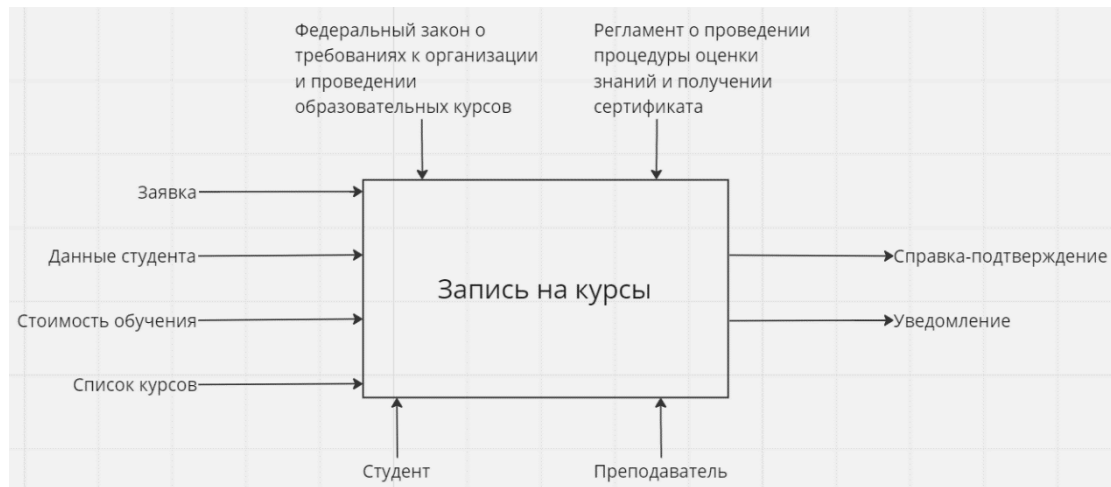 Федеральный закон о
требованиях к организации
и проведении
образовательных курсов
Регламент о проведении
процедуры оценки
знаний и получении
сертификата
Заявка
Данные студента
Стоимость обучения
Список курсов
Запись на курсы
Справка-подтверждение
Уведомление
Студент
Преподаватель